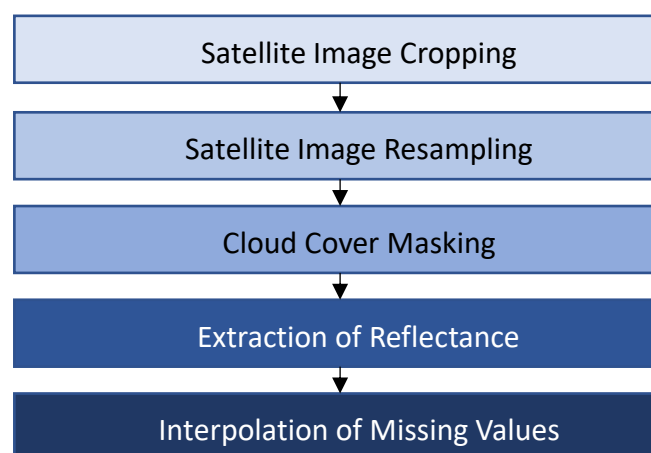 Satellite Image Cropping
Satellite Image Resampling
Cloud Cover Masking
Extraction of Reflectance
Interpolation of Missing Values